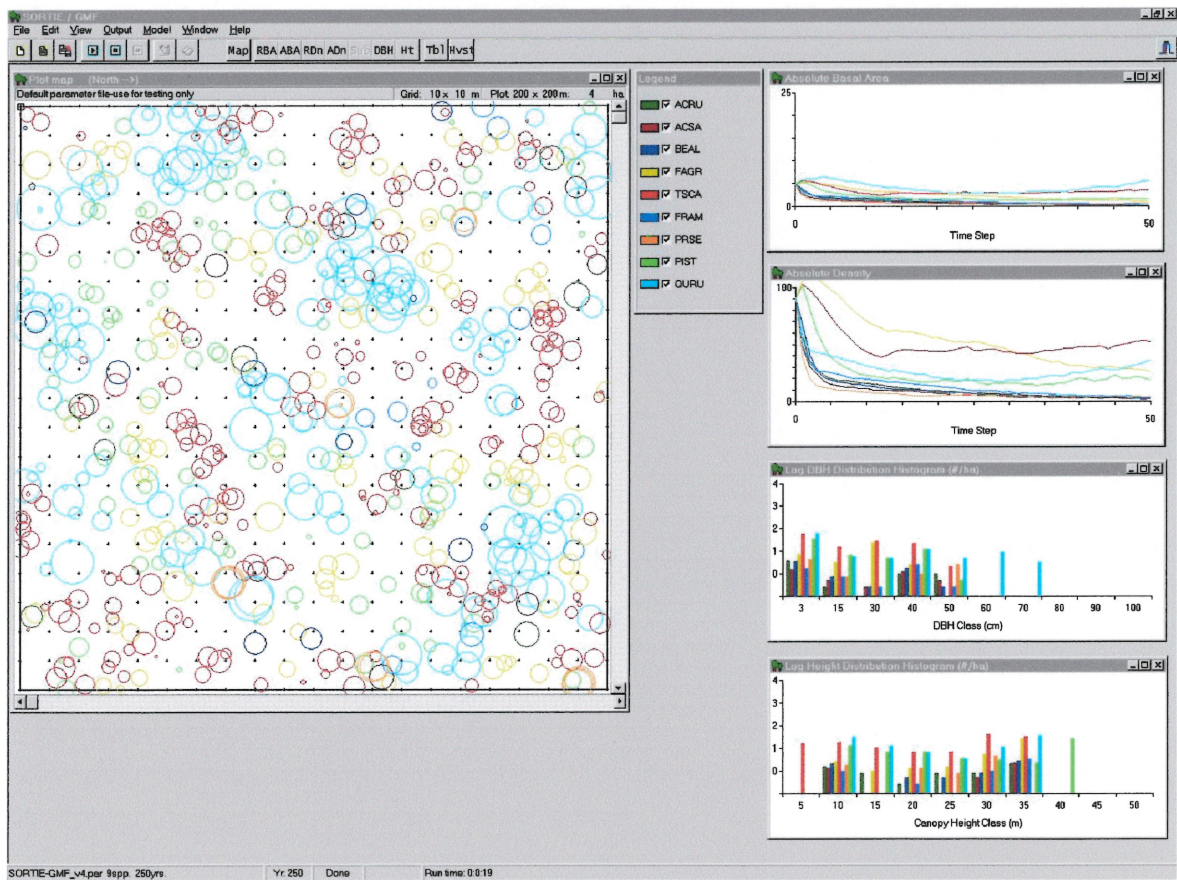 SORTIE / GMF
File Edit View Output Model Window Help
Map RBA ABA RDn ADn Sub DBH Ht Tbl Hvst
Plot map (North -->)
Default parameter file-use for testing only Grid: 10 x 10 m Plot: 200 x 200 m: 4 ha.
Legend
ACRU
ACSA
BEAL
FAGR
TSCA
FRAM
PRSE
PIST
QURU
Absolute Basal Area
25
0
0 50
Time Step
Absolute Density
100
0
0 50
Time Step
Log DBH Distribution Histogram (#/ha)
4
3
2
1
0
3 15 30 40 50 60 70 80 90 100
DBH Class (cm)
Log Height Distribution Histogram (#/ha)
4
3
2
1
0
5 10 15 20 25 30 35 40 45 50
Canopy Height Class (m)
SORTIE-GMF_v4.par 9spp. 250yrs. Yr. 250 Done Run time: 0:0:19